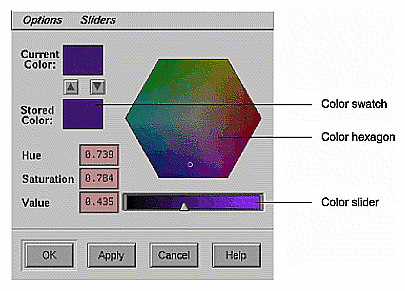 Options Sliders
Current
Color:
Stored
Color:
Color swatch
Color hexagon
Hue 0.739
Saturation 0.784
Value 0.435
Color slider
OK Apply Cancel Help